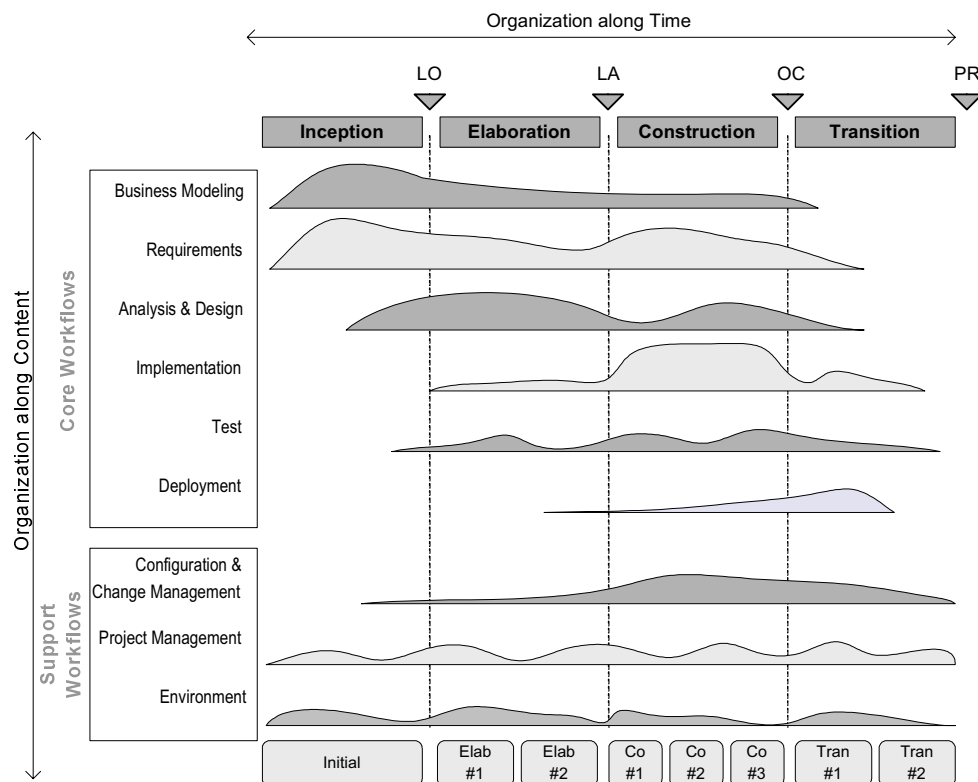 Organization along Time
LO
LA
OC
PR
Inception
Elaboration
Construction
Transition
Organization along Content
Core Workflows
Business Modeling
Requirements
Analysis & Design
Implementation
Test
Deployment
Support
Workflows
Configuration &
Change Management
Project Management
Environment
Initial
Elab
#1
Elab
#2
Co
#1
Co
#2
Co
#3
Tran
#1
Tran
#2